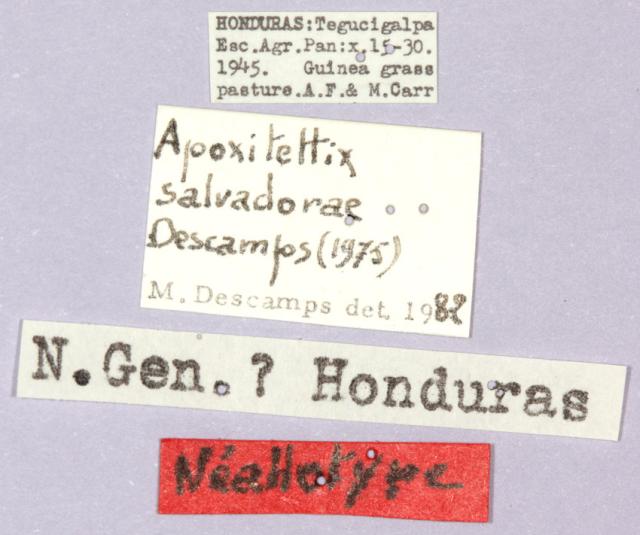 HONDURAS:Tegucigalpa
Esc.Agr.Pan:x.15-30.
1945. Guinea grass
pasture.A.F.& M.Carr
Apoxitettix
salvadorae
Descamps (1975)
M. Descamps det. 1982
N.Gen.? Honduras
Néallotype